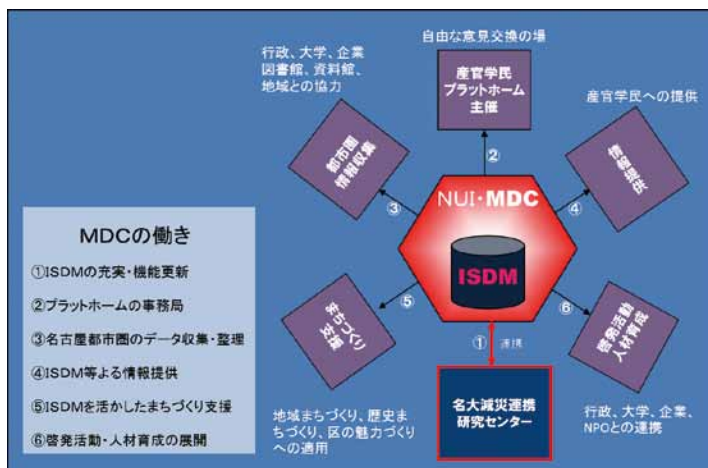 自由な意見交換の場
行政、大学、企業
図書館、資料館、
地域との協力
産官学民
プラットホーム
主催
産官学民への提供
都市圏
情報収集
②
情報
提供
③
NUI・MDC
④
ISDM
MDCの働き
①ISDMの充実・機能更新
②プラットホームの事務局
③名古屋都市圏のデータ収集・整理
④ISDM等よる情報提供
⑤ISDMを活かしたまちづくり支援
⑥啓発活動・人材育成の展開
⑤
まちづくり
支援
⑥
啓発活動
人材育成
① 連携
名大減災連携
研究センター
地域まちづくり、歴史ま
ちづくり、区の魅力づくり
への適用
行政、大学、企業、
NPOとの連携